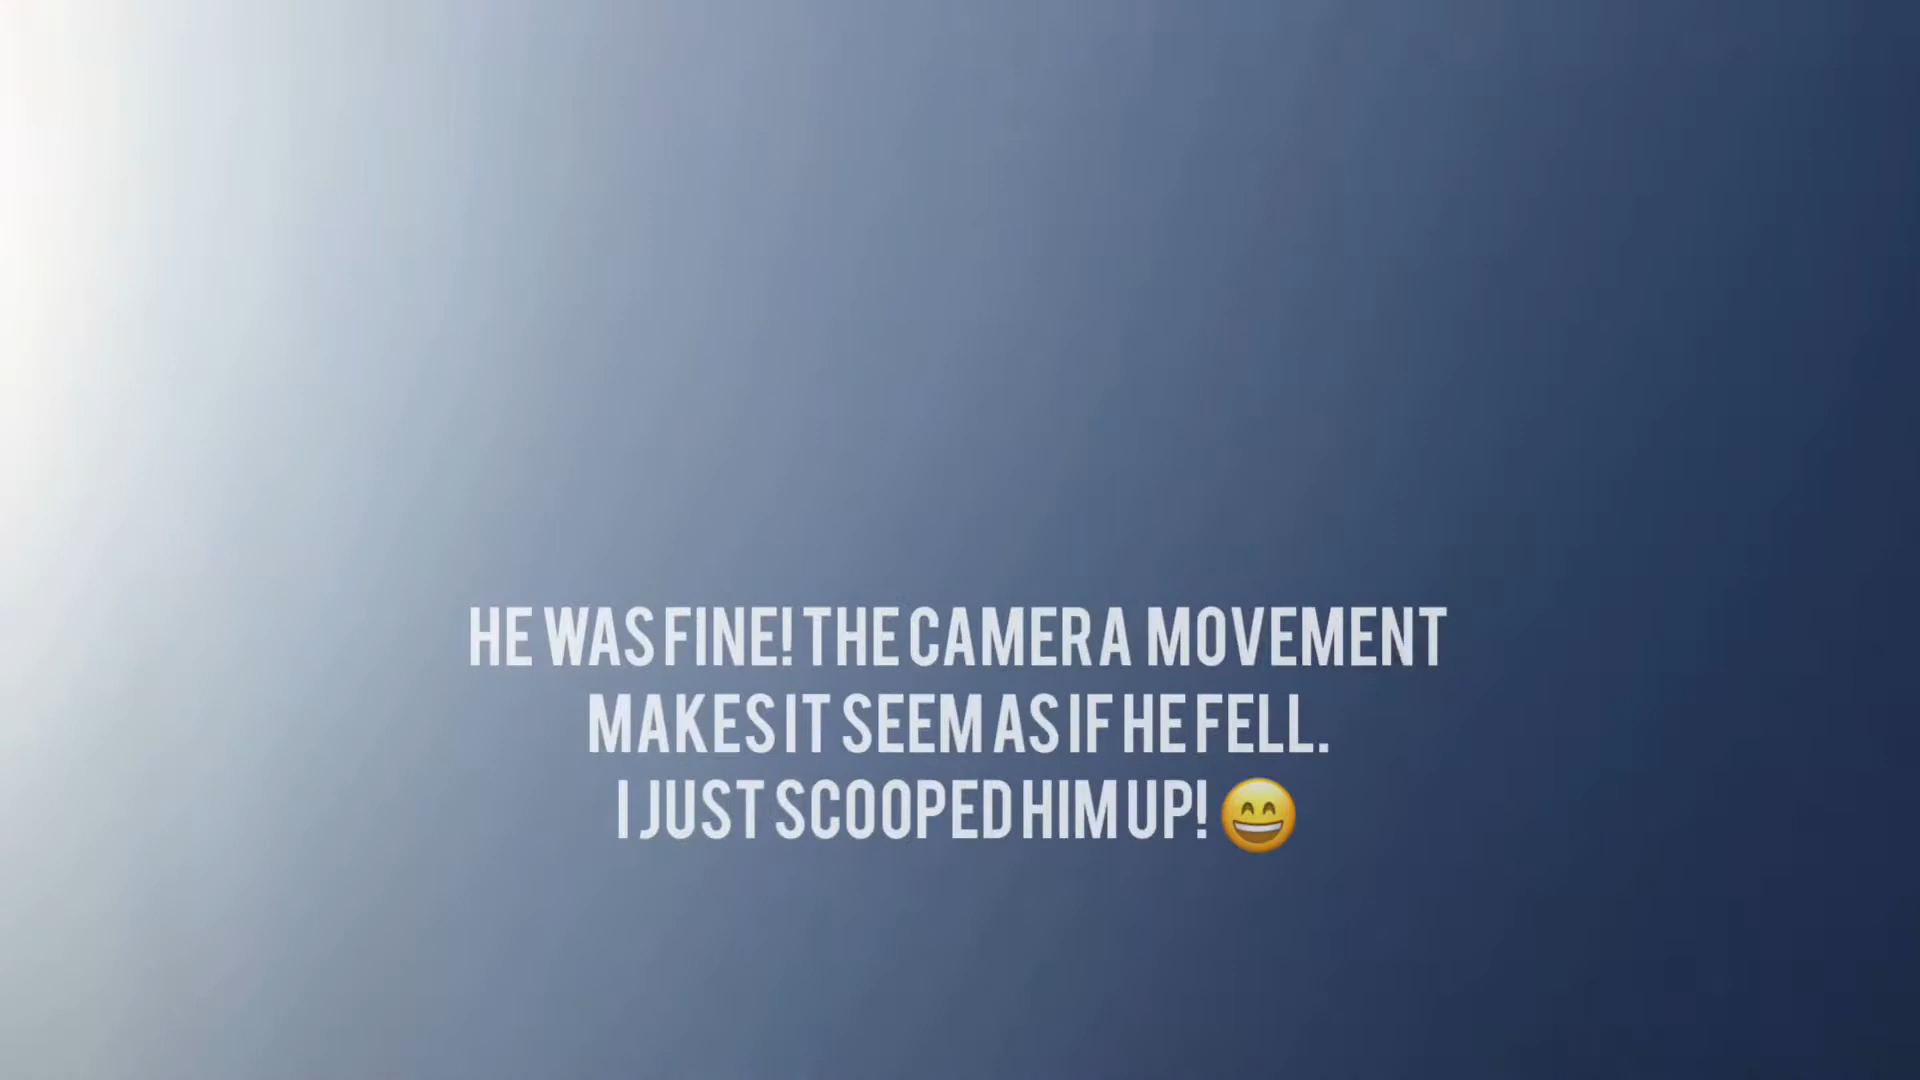 HE WAS FINE! THE CAMERA MOVEMENT
MAKES IT SEEM AS IF HE FELL.
I JUST SCOOPED HIM UP! 😄